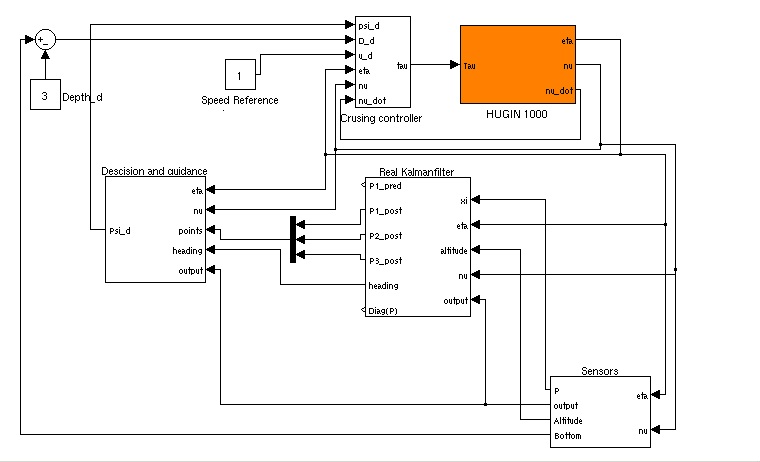 psi_d
D_d
u_d
eta
nu
nu_dot
tau
Crusing controller
Tau
eta
nu
nu_dot
HUGIN 1000
+
-
3
Depth_d
1
Speed Reference
Descision and guidance
Psi_d
eta
nu
points
heading
output
Real Kalmanfilter
P1_pred
P1_post
P2_post
P3_post
heading
Diag(P)
xi
eta
altitude
nu
output
Sensors
P
output
Altitude
Bottom
eta
nu